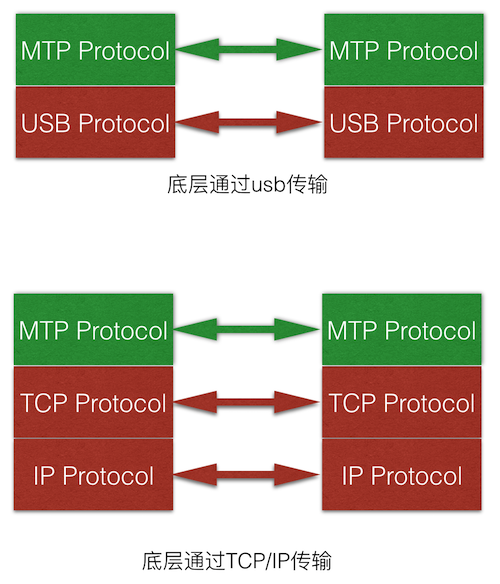 MTP Protocol MTP Protocol
USB Protocol USB Protocol
底层通过usb传输
MTP Protocol MTP Protocol
TCP Protocol TCP Protocol
IP Protocol IP Protocol
底层通过TCP/IP传输